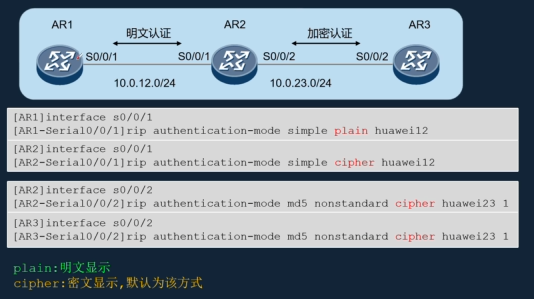 AR1 AR2 AR3
明文认证 加密认证
S0/0/1 S0/0/1 S0/0/2 S0/0/2
10.0.12.0/24 10.0.23.0/24
[AR1]interface s0/0/1
[AR1-Serial0/0/1]rip authentication-mode simple plain huawei12
[AR2]interface s0/0/1
[AR2-Serial0/0/1]rip authentication-mode simple cipher huawei12
[AR2]interface s0/0/2
[AR2-Serial0/0/2]rip authentication-mode md5 nonstandard cipher huawei23 1
[AR3]interface s0/0/2
[AR3-Serial0/0/2]rip authentication-mode md5 nonstandard cipher huawei23 1
plain:明文显示
cipher:密文显示,默认为该方式